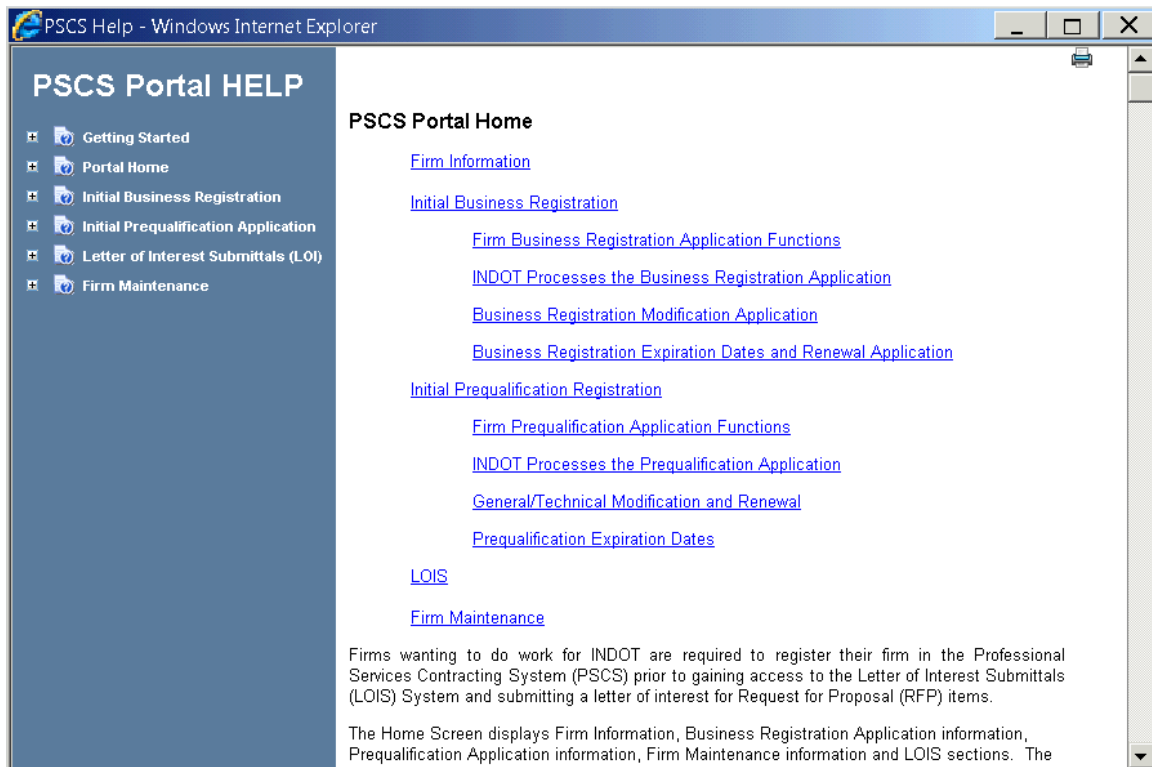 PSCS Help - Windows Internet Explorer
PSCS Portal HELP
Getting Started
Portal Home
Initial Business Registration
Initial Prequalification Application
Letter of Interest Submittals (LOI)
Firm Maintenance
PSCS Portal Home
Firm Information
Initial Business Registration
Firm Business Registration Application Functions
INDOT Processes the Business Registration Application
Business Registration Modification Application
Business Registration Expiration Dates and Renewal Application
Initial Prequalification Registration
Firm Prequalification Application Functions
INDOT Processes the Prequalification Application
General/Technical Modification and Renewal
Prequalification Expiration Dates
LOIS
Firm Maintenance
Firms wanting to do work for INDOT are required to register their firm in the Professional
Services Contracting System (PSCS) prior to gaining access to the Letter of Interest Submittals
(LOIS) System and submitting a letter of interest for Request for Proposal (RFP) items.
The Home Screen displays Firm Information, Business Registration Application information,
Prequalification Application information, Firm Maintenance information and LOIS sections.  The